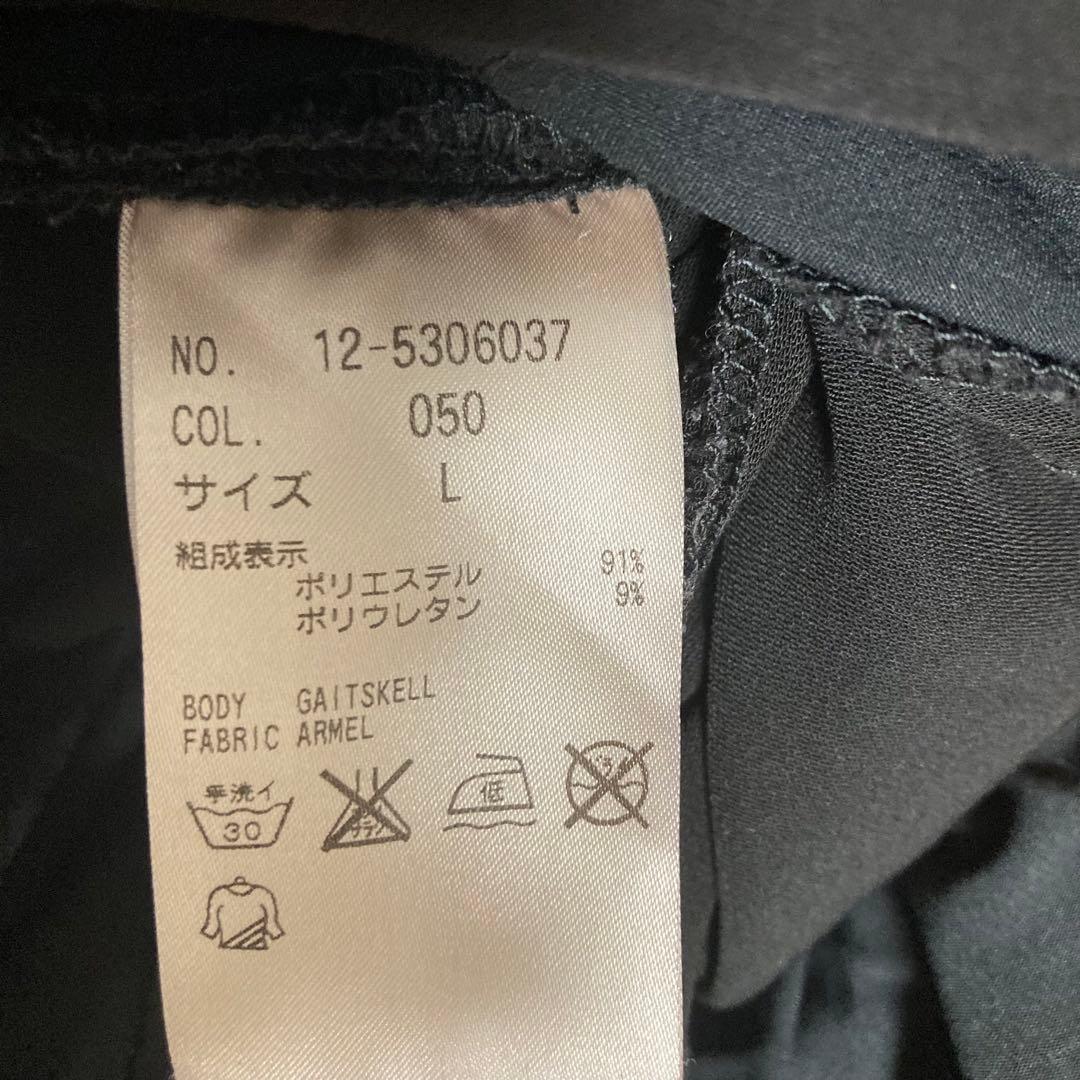 NO. 12-5306037
COL. 050
サイズ L
組成表示
ポリエステル 91%
ポリウレタン 9%
BODY GAITSKELL
FABRIC ARMEL
手洗イ
30
低